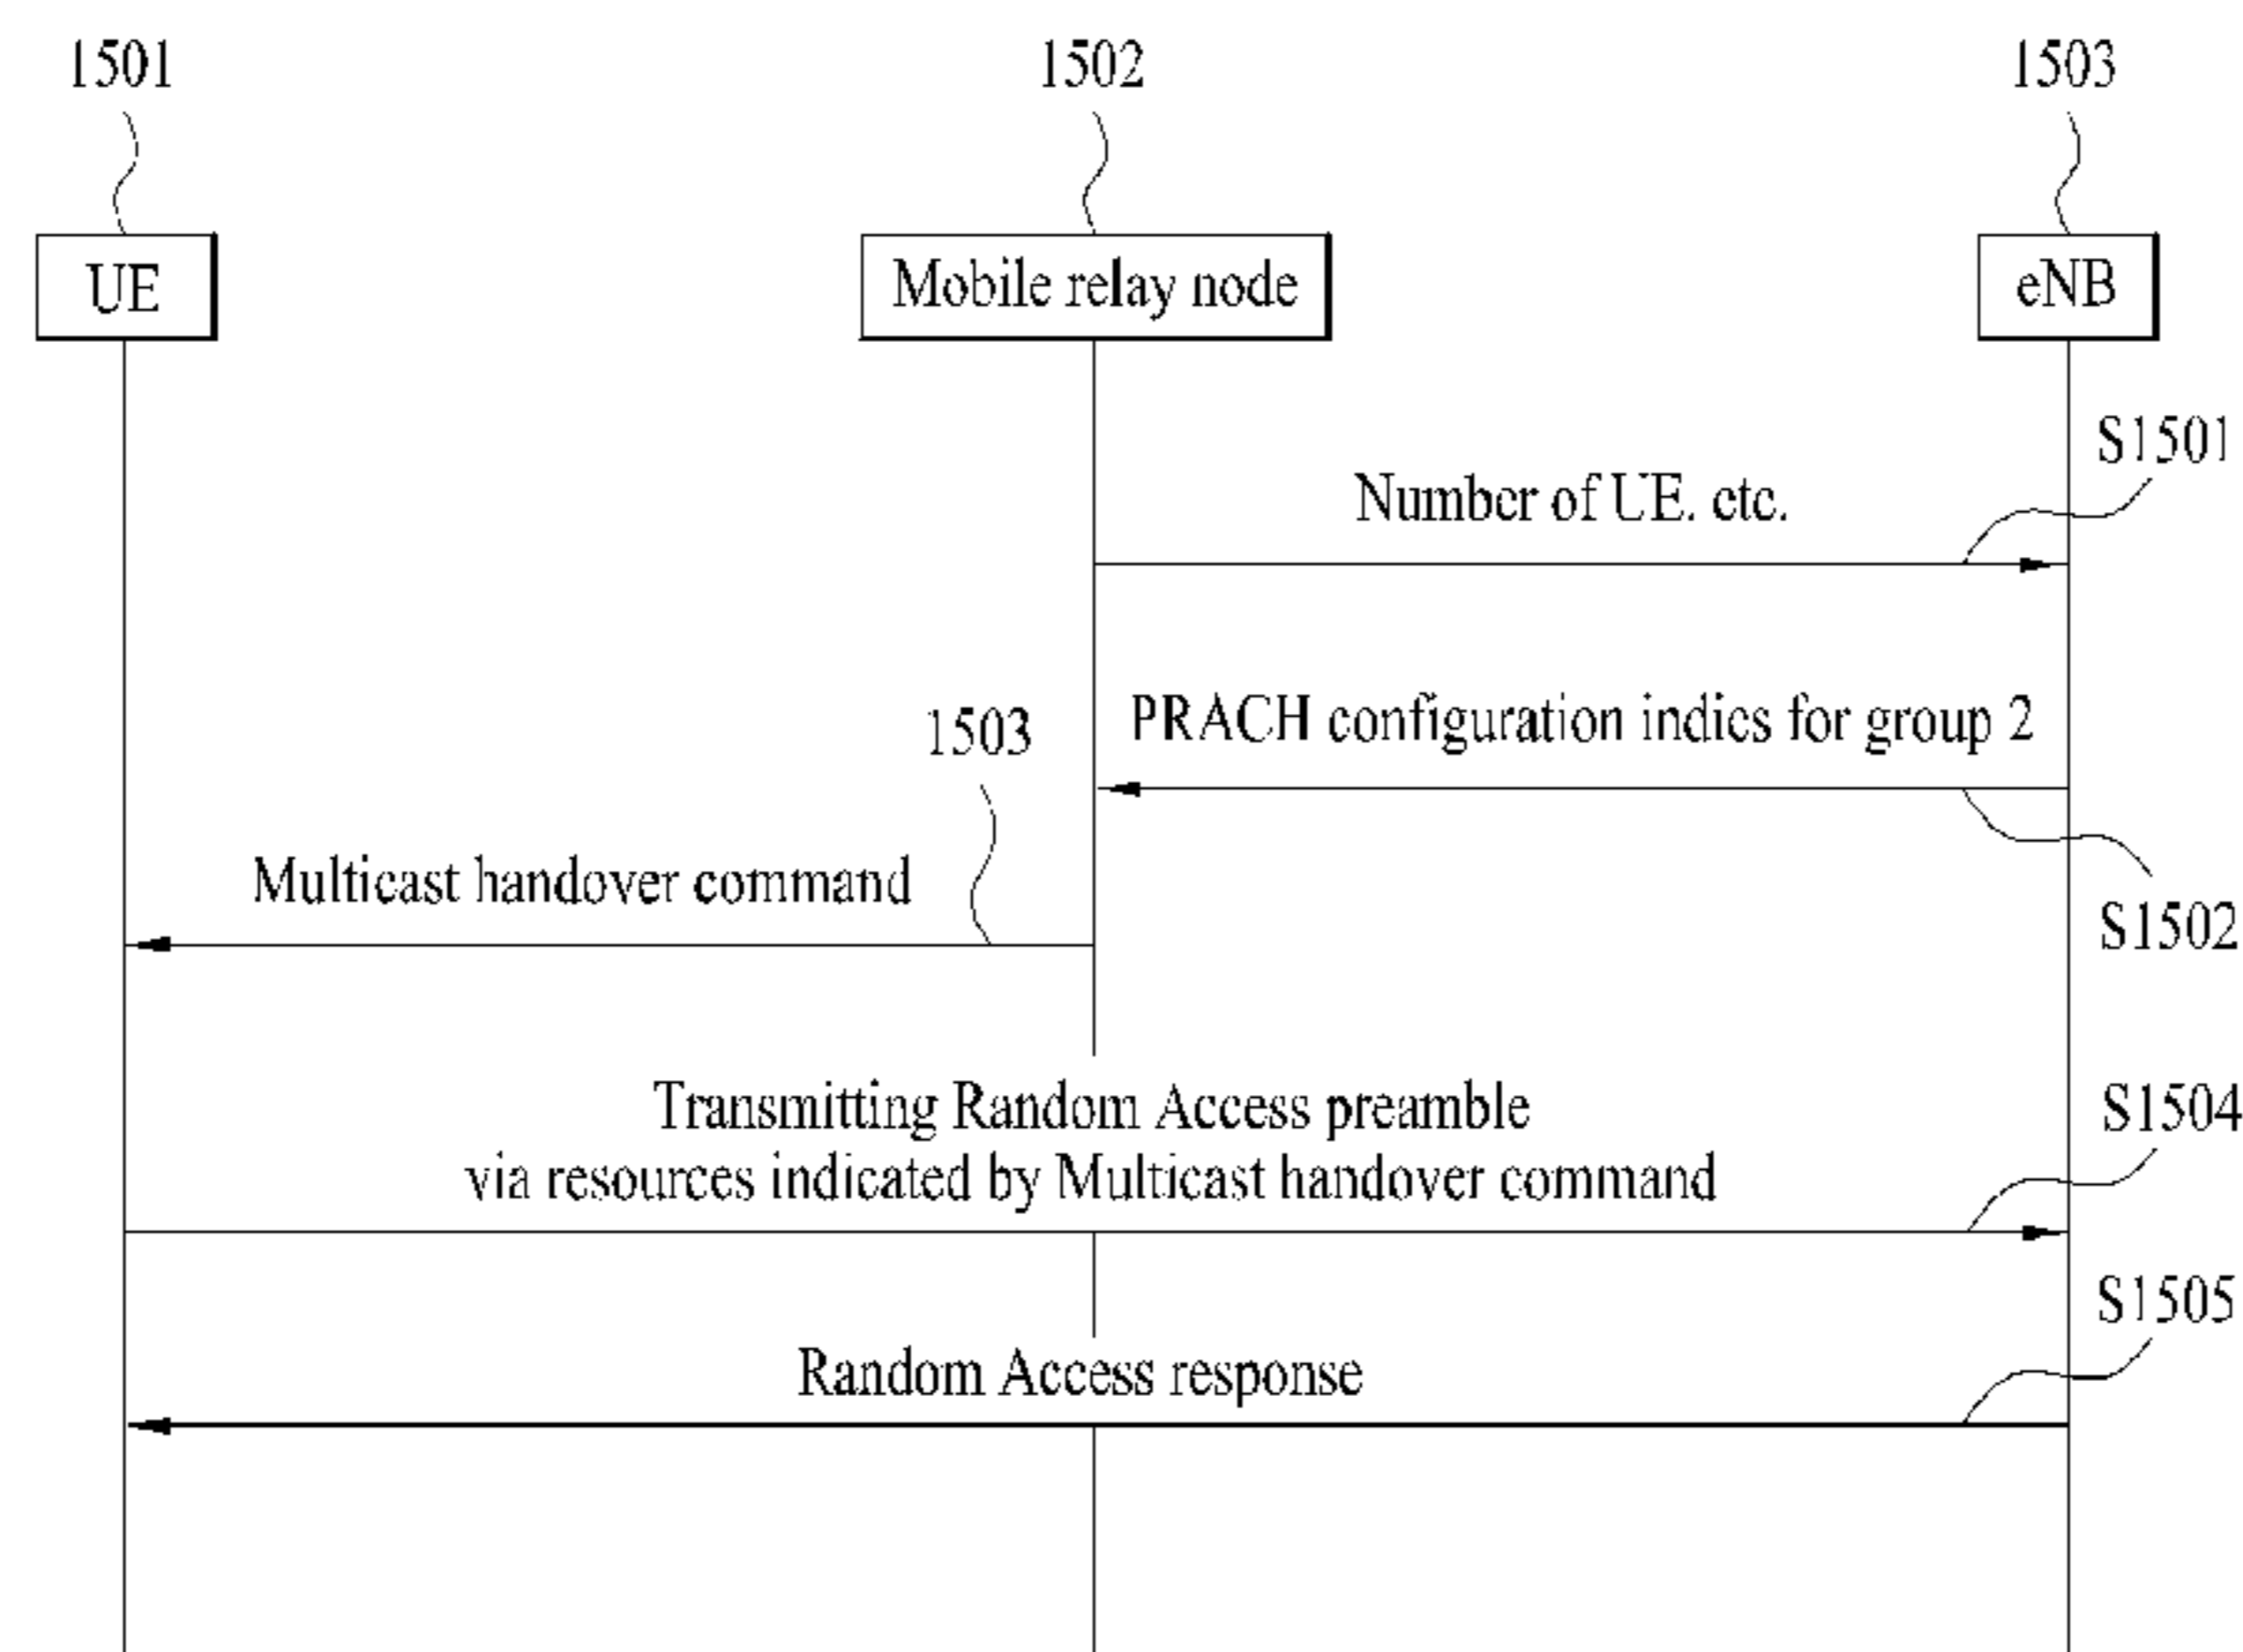 1501
1502
1503
UE
Mobile relay node
eNB
S1501
Number of UE. etc.
PRACH configuration indics for group 2
1503
Multicast handover command
S1502
Transmitting Random Access preamble
via resources indicated by Multicast handover command
S1504
S1505
Random Access response